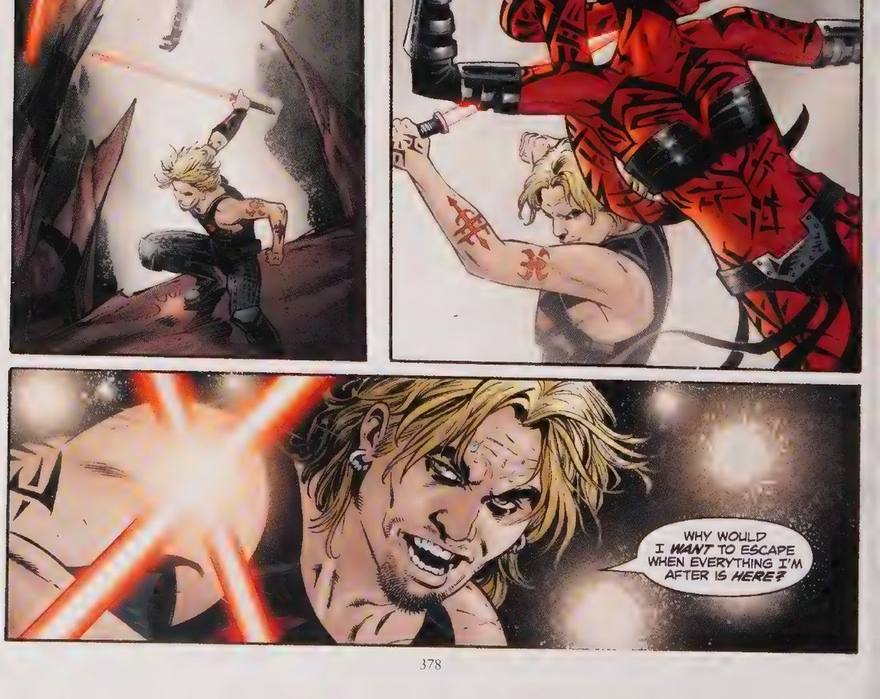 WHY WOULD
I WANT TO ESCAPE
WHEN EVERYTHING I'M
AFTER IS HERE?
378